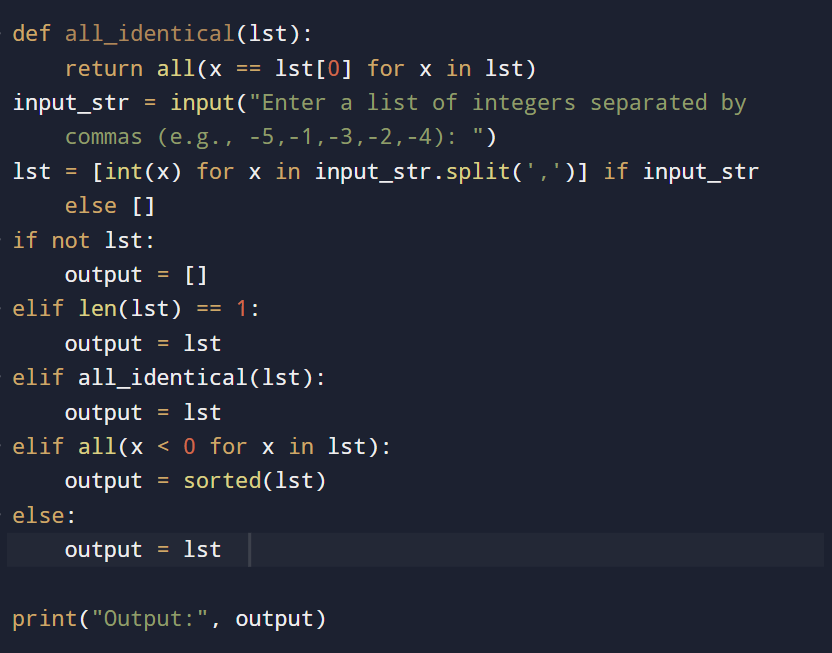 def all_identical(lst):
    return all(x == lst[0] for x in lst)
input_str = input("Enter a list of integers separated by
    commas (e.g., -5,-1,-3,-2,-4): ")
lst = [int(x) for x in input_str.split(',')] if input_str
    else []
if not lst:
    output = []
elif len(lst) == 1:
    output = lst
elif all_identical(lst):
    output = lst
elif all(x < 0 for x in lst):
    output = sorted(lst)
else:
    output = lst
print("Output:", output)